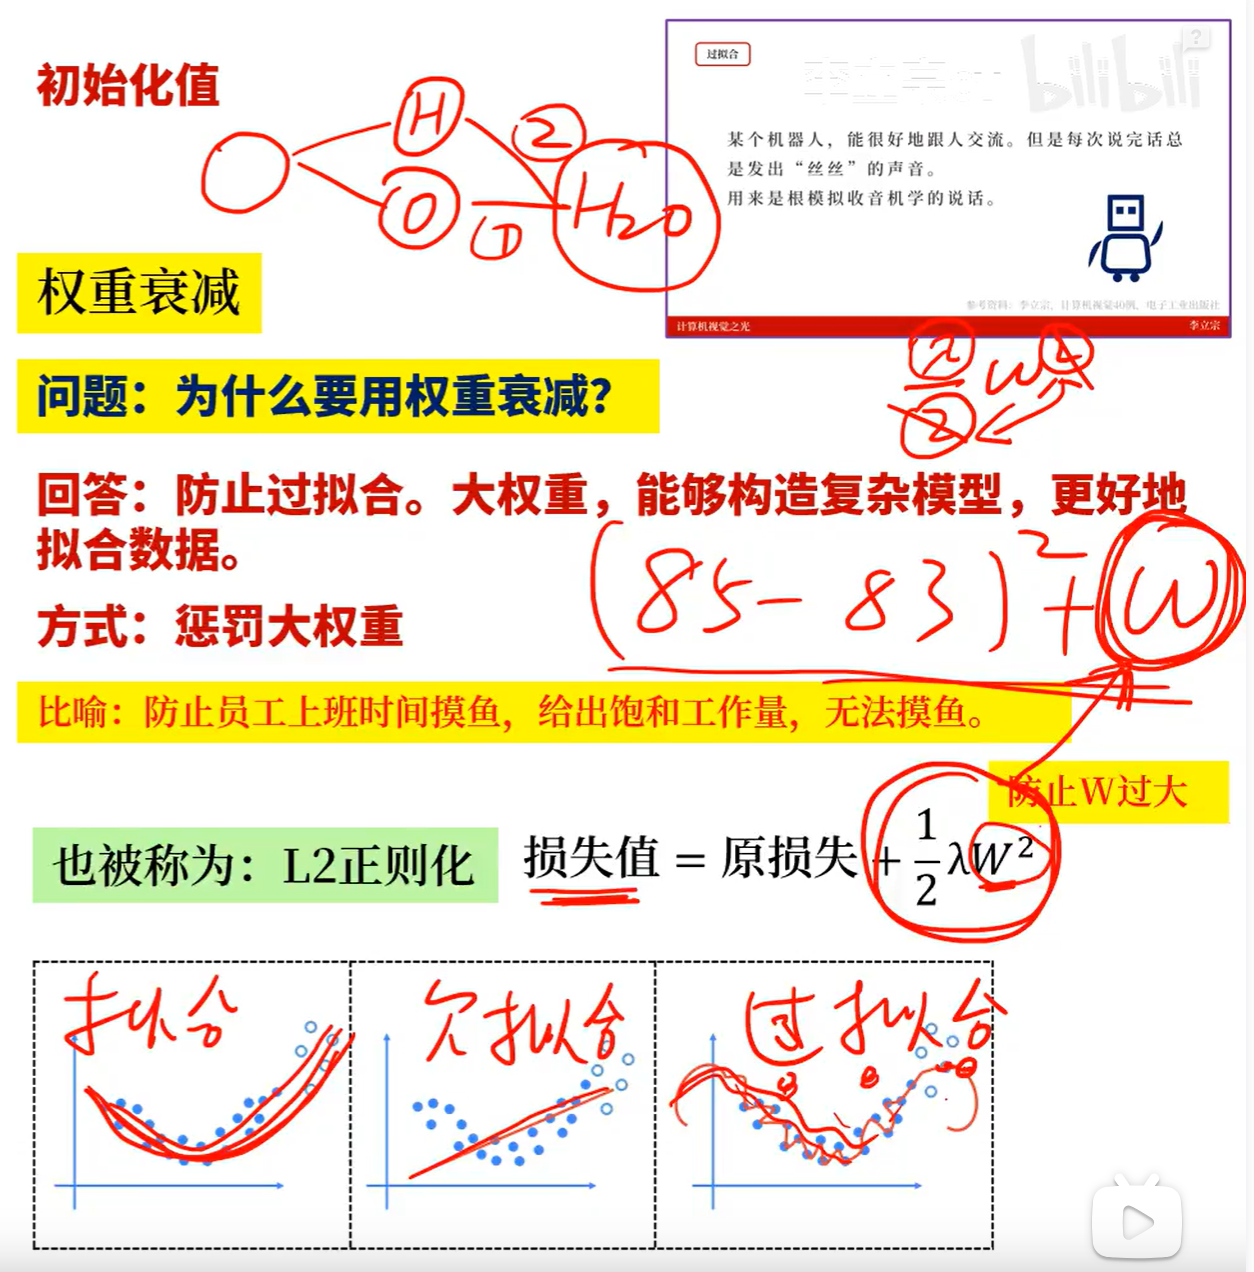 初始化值
H
2
O
①
H₂O
过拟合
李立宗er bilibili
某个机器人，能很好地跟人交流。但是每次说完话总
是发出“丝丝”的声音。
用来是根模拟收音机学的说话。
参考资料：李立宗，计算机视觉40例，电子工业出版社
计算机视觉之光
李立宗
权重衰减
问题：为什么要用权重衰减？
2
回答：防止过拟合。大权重，能够构造复杂模型，更好地
拟合数据。
(85-83)²+W
方式：惩罚大权重
比喻：防止员工上班时间摸鱼，给出饱和工作量，无法摸鱼。
防止W过大
也被称为：L2正则化
损失值 = 原损失 + 1/2 λW²
拟合
欠拟合
过拟合